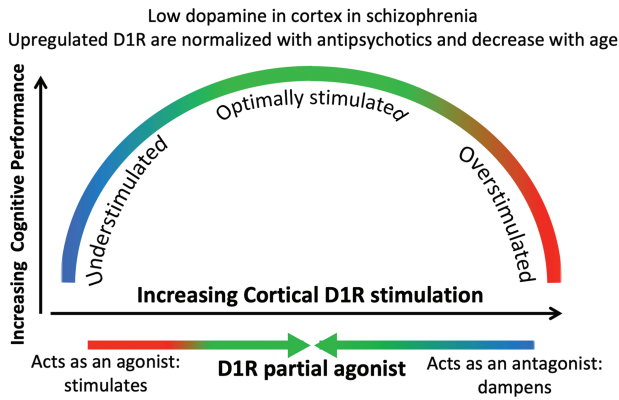 Low dopamine in cortex in schizophrenia
Upregulated D1R are normalized with antipsychotics and decrease with age
Increasing Cognitive Performance
Understimulated
Optimally stimulated
Overstimulated
Increasing Cortical D1R stimulation
Acts as an agonist:
stimulates
D1R partial agonist
Acts as an antagonist:
dampens